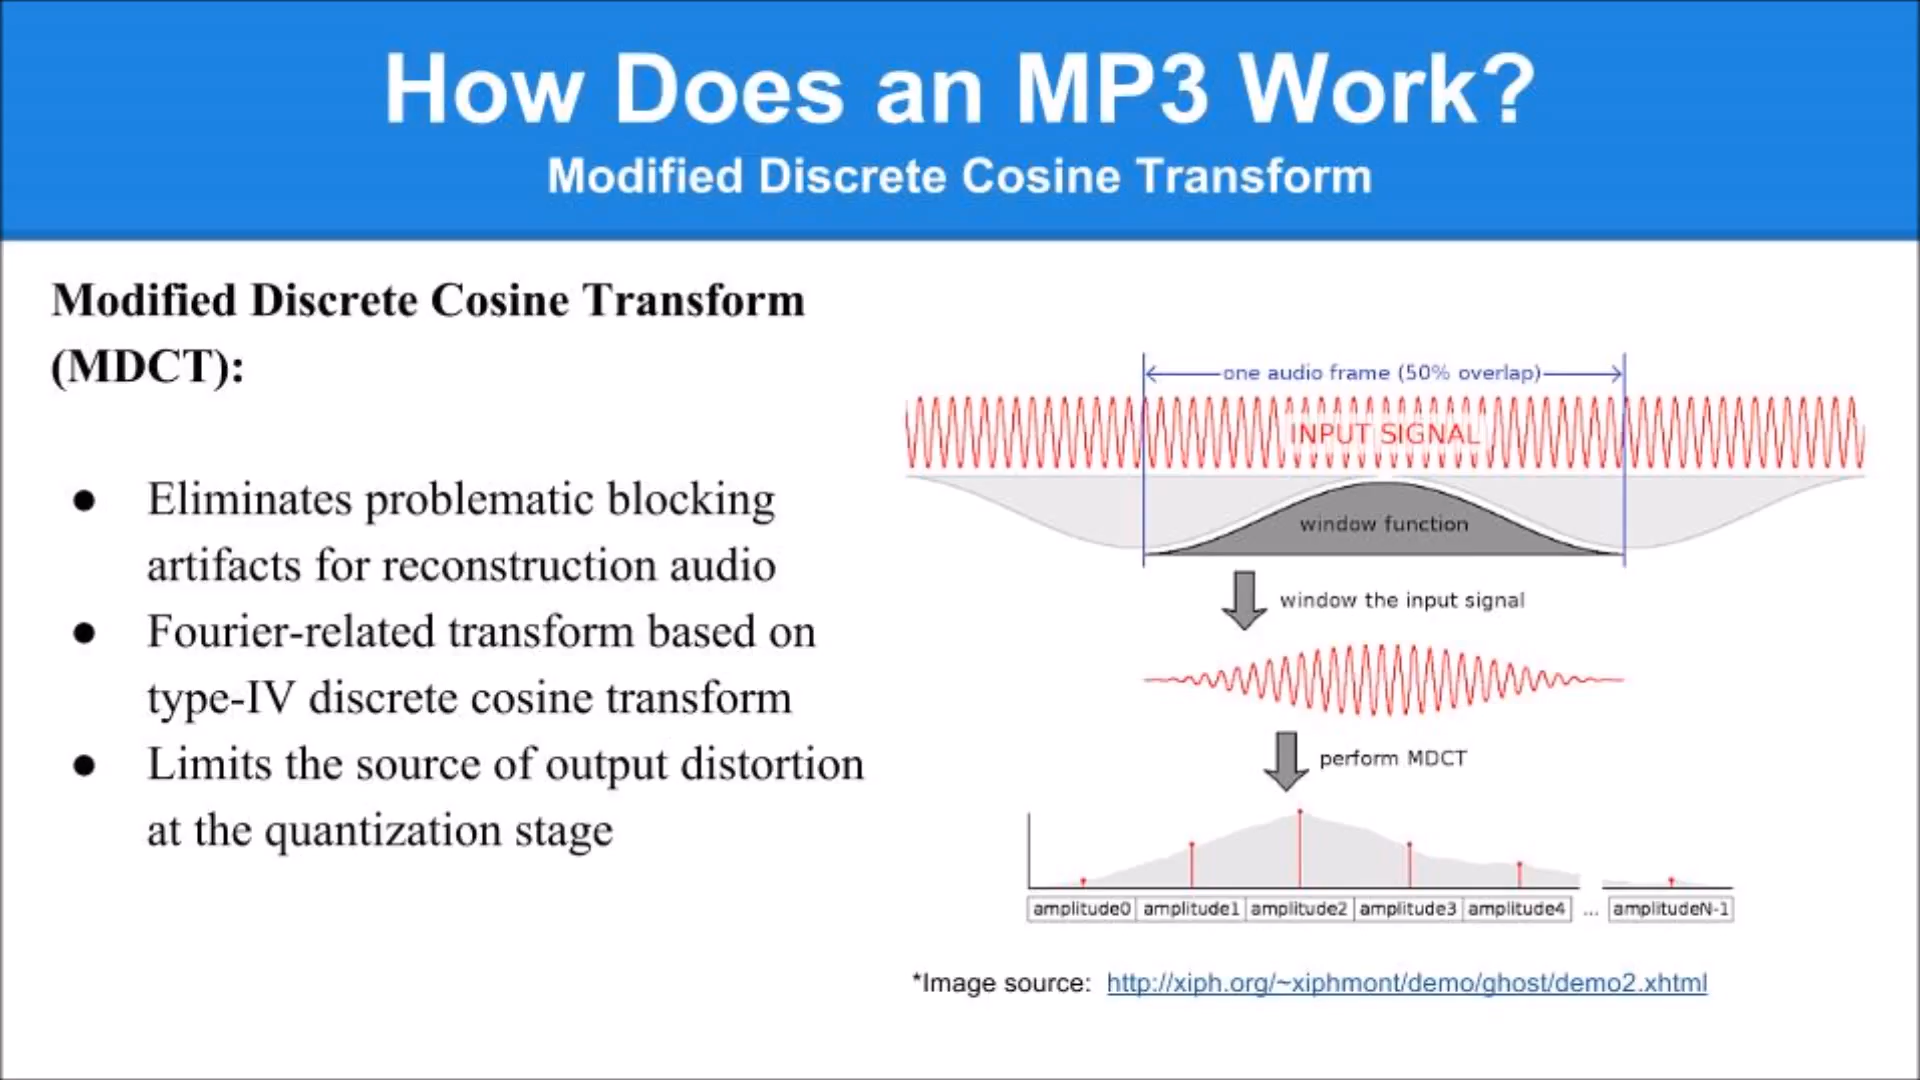 How Does an MP3 Work?
Modified Discrete Cosine Transform
Modified Discrete Cosine Transform
(MDCT):
● Eliminates problematic blocking
artifacts for reconstruction audio
● Fourier-related transform based on
type-IV discrete cosine transform
● Limits the source of output distortion
at the quantization stage
one audio frame (50% overlap)
INPUT SIGNAL
window function
window the input signal
perform MDCT
amplitude0 amplitude1 amplitude2 amplitude3 amplitude4 ... amplitudeN-1
*Image source: http://xiph.org/~xiphmont/demo/ghost/demo2.xhtml